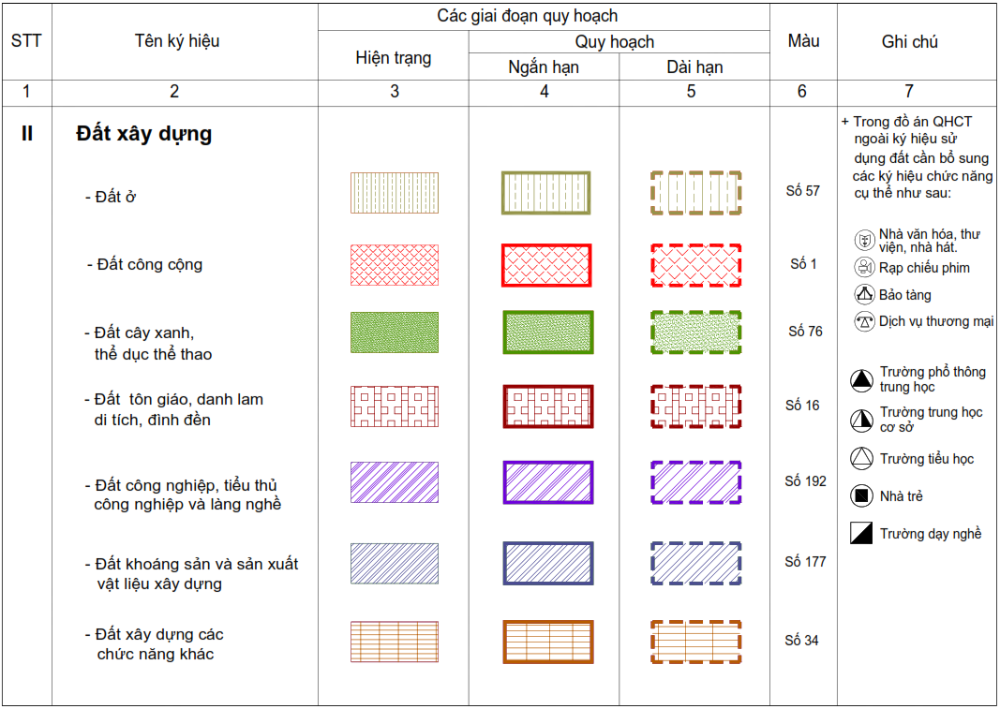 Các giai đoạn quy hoạch
STT
Tên ký hiệu
Hiện trạng
Quy hoạch
Ngắn hạn
Dài hạn
Màu
Ghi chú
1
2
3
4
5
6
7
II
Đất xây dựng
- Đất ở
Số 57
- Đất công cộng
Số 1
- Đất cây xanh,
thể dục thể thao
Số 76
- Đất tôn giáo, danh lam
di tích, đình đền
Số 16
- Đất công nghiệp, tiểu thủ
công nghiệp và làng nghề
Số 192
- Đất khoáng sản và sản xuất
vật liệu xây dựng
Số 177
- Đất xây dựng các
chức năng khác
Số 34
+ Trong đồ án QHCT
ngoài ký hiệu sử
dụng đất cần bổ sung
các ký hiệu chức năng
cụ thể như sau:
Nhà văn hóa, thư
viện, nhà hát.
Rạp chiếu phim
Bảo tàng
Dịch vụ thương mại
Trường phổ thông
trung học
Trường trung học
cơ sở
Trường tiểu học
Nhà trẻ
Trường dạy nghề